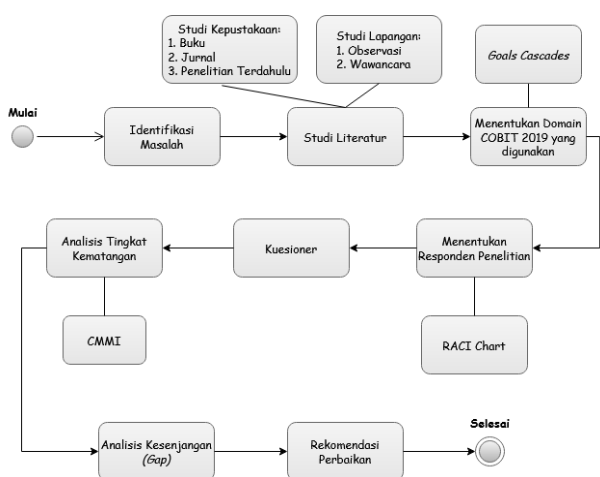 Studi Kepustakaan:
1. Buku
2. Jurnal
3. Penelitian Terdahulu
Studi Lapangan:
1. Observasi
2. Wawancara
Goals Cascades
Mulai
Identifikasi
Masalah
Studi Literatur
Menentukan Domain
COBIT 2019 yang
digunakan
Analisis Tingkat
Kematangan
Kuesioner
Menentukan
Responden Penelitian
CMMI
RACI Chart
Analisis Kesenjangan
(Gap)
Rekomendasi
Perbaikan
Selesai